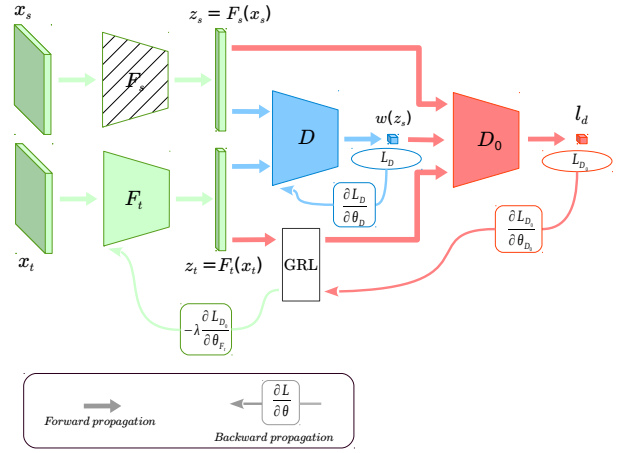 x_s
z_s = F_s(x_s)
F_s
D
w(z_s)
D_0
l_d
L_D
L_{D_0}
F_t
∂L_D
∂θ_D
∂L_{D_0}
∂θ_{D_0}
x_t
z_t = F_t(x_t)
GRL
−λ ∂L_{D_0}
∂θ_{F_t}
∂L
∂θ
Forward propagation
Backward propagation